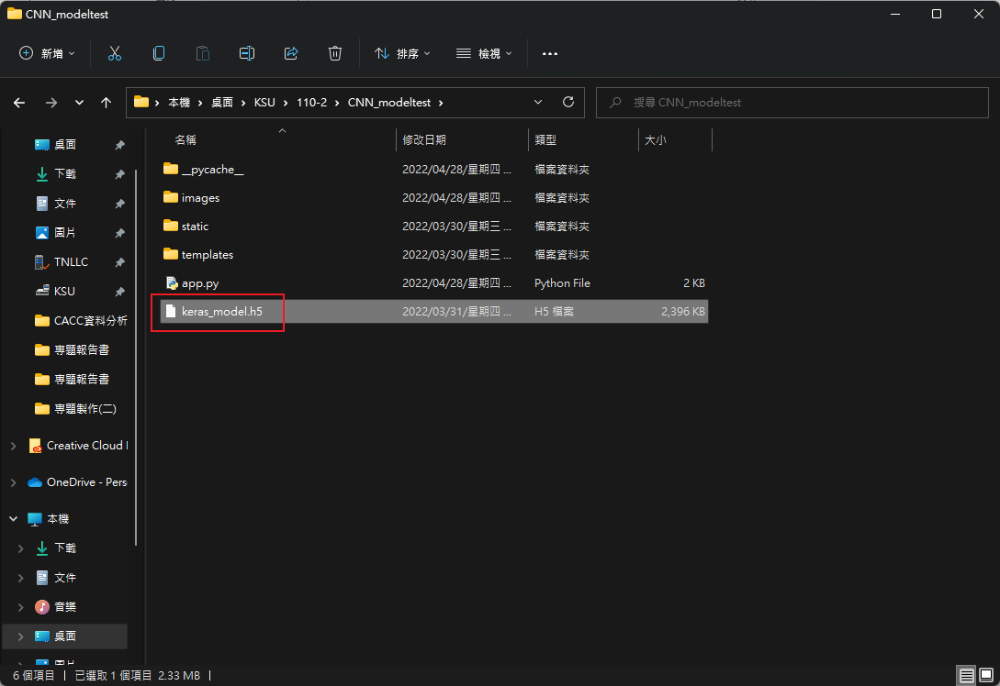 CNN_modeltest
新增
排序
檢視
本機 桌面 KSU 110-2 CNN_modeltest
搜尋 CNN_modeltest
名稱 修改日期 類型 大小
__pycache__ 2022/04/28/星期四 ... 檔案資料夾
images 2022/04/28/星期四 ... 檔案資料夾
static 2022/03/30/星期三 ... 檔案資料夾
templates 2022/03/30/星期三 ... 檔案資料夾
app.py 2022/04/28/星期四 ... Python File 2 KB
keras_model.h5 2022/03/31/星期四 ... H5 檔案 2,396 KB
桌面
下載
文件
圖片
TNLLC
KSU
CACC資料分析
專題報告書
專題報告書
專題製作(二)
Creative Cloud
OneDrive - Pers
本機
下載
文件
音樂
桌面
圖片
6 個項目 已選取 1 個項目 2.33 MB